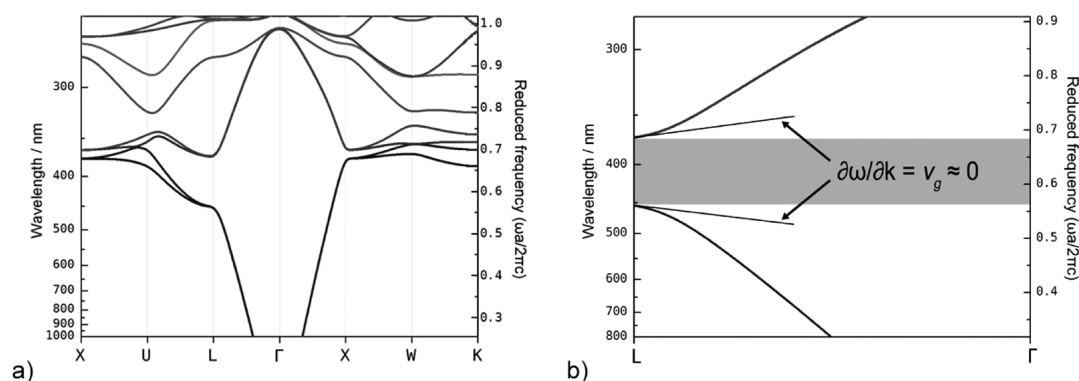 Wavelength / nm
300
400
500
600
700
800
900
1000
X
U
L
Γ
X
W
K
1.0
0.9
0.8
0.7
0.6
0.5
0.4
0.3
Reduced frequency (ωa/2πc)
a)
Wavelength / nm
300
400
500
600
700
800
L
Γ
∂ω/∂k = vg ≈ 0
0.9
0.8
0.7
0.6
0.5
0.4
Reduced frequency (ωa/2πc)
b)